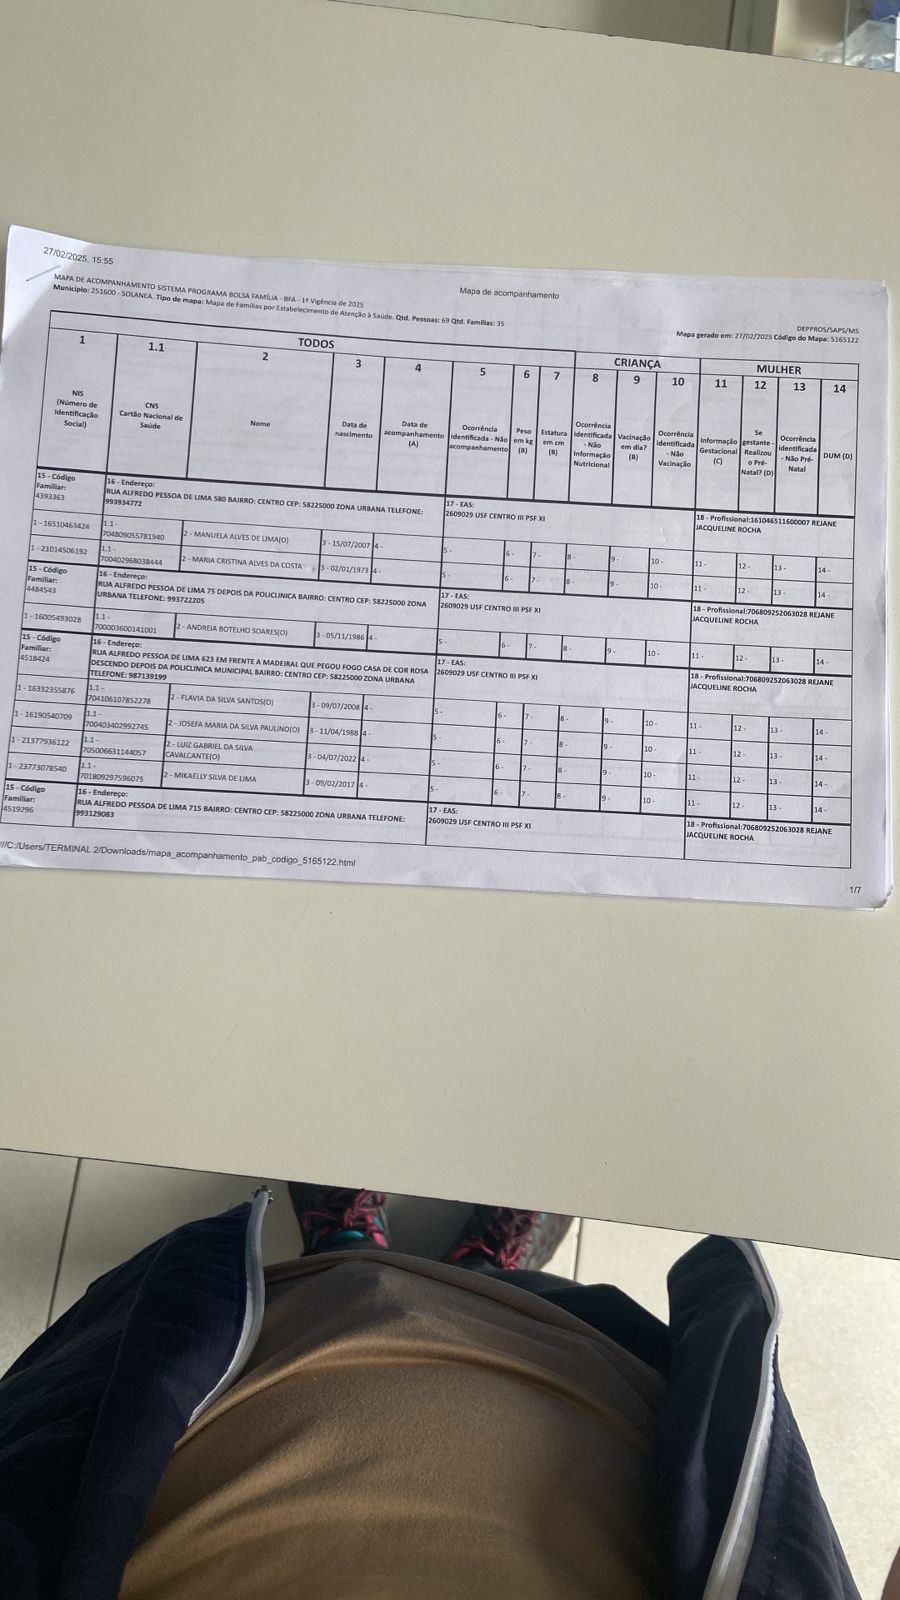 27/02/2025, 15:55
Mapa de acompanhamento
MAPA DE ACOMPANHAMENTO SISTEMA PROGRAMA BOLSA FAMÍLIA - BFA - 1ª Vigência de 2025
Município: 251600 - SOLANEA. Tipo de mapa: Mapa de Famílias por Estabelecimento de Atenção à Saúde. Qtd. Pessoas: 69 Qtd. Famílias: 35
DEPPROS/SAPS/MS
Mapa gerado em: 27/02/2025 Código do Mapa: 5165122
TODOS
CRIANÇA
MULHER
1
1.1
2
3
4
5
6
7
8
9
10
11
12
13
14
NIS
(Número de
Identificação
Social)
CNS
Cartão Nacional de
Saúde
Nome
Data de
nascimento
Data de
acompanhamento
(A)
Ocorrência
identificada - Não
acompanhamento
Peso
em kg
(B)
Estatura
em cm
(B)
Ocorrência
identificada
- Não
Informação
Nutricional
Vacinação
em dia?
(B)
Ocorrência
identificada
- Não
Vacinação
Informação
Gestacional
(C)
Se
gestante -
Realizou
o Pré-
Natal? (D)
Ocorrência
identificada
- Não Pré-
Natal
DUM (D)
15 - Código
Familiar:
4393363
16 - Endereço:
RUA ALFREDO PESSOA DE LIMA 580 BAIRRO: CENTRO CEP: 58225000 ZONA URBANA TELEFONE:
993934772
17 - EAS:
2609029 USF CENTRO III PSF XI
18 - Profissional:161046511600007 REJANE
JACQUELINE ROCHA
1 - 16510463424
1.1 -
704809055781940
2 - MANUELA ALVES DE LIMA(O)
3 - 15/07/2007
4 -
5 -
6 -
7 -
8 -
9 -
10 -
11 -
12 -
13 -
14 -
1 - 21014506192
1.1 -
700402968038444
2 - MARIA CRISTINA ALVES DA COSTA
3 - 02/01/1973
4 -
5 -
6 -
7 -
8 -
9 -
10 -
11 -
12 -
13 -
14 -
15 - Código
Familiar:
4484543
16 - Endereço:
RUA ALFREDO PESSOA DE LIMA 75 DEPOIS DA POLICLINICA BAIRRO: CENTRO CEP: 58225000 ZONA
URBANA TELEFONE: 993722205
17 - EAS:
2609029 USF CENTRO III PSF XI
18 - Profissional:706809252063028 REJANE
JACQUELINE ROCHA
1 - 16005493028
1.1 -
700003600141001
2 - ANDREIA BOTELHO SOARES(O)
3 - 05/11/1986
4 -
5 -
6 -
7 -
8 -
9 -
10 -
11 -
12 -
13 -
14 -
15 - Código
Familiar:
4518424
16 - Endereço:
RUA ALFREDO PESSOA DE LIMA 623 EM FRENTE A MADEIRAL QUE PEGOU FOGO CASA DE COR ROSA
DESCENDO DEPOIS DA POLICLINICA MUNICIPAL BAIRRO: CENTRO CEP: 58225000 ZONA URBANA
TELEFONE: 987139199
17 - EAS:
2609029 USF CENTRO III PSF XI
18 - Profissional:706809252063028 REJANE
JACQUELINE ROCHA
1 - 16332355876
1.1 -
704106107852278
2 - FLAVIA DA SILVA SANTOS(O)
3 - 09/07/2008
4 -
5 -
6 -
7 -
8 -
9 -
10 -
11 -
12 -
13 -
14 -
1 - 16190540709
1.1 -
700403402992745
2 - JOSEFA MARIA DA SILVA PAULINO(O)
3 - 11/04/1988
4 -
5 -
6 -
7 -
8 -
9 -
10 -
11 -
12 -
13 -
14 -
1 - 21377936122
1.1 -
705006631144057
2 - LUIZ GABRIEL DA SILVA
CAVALCANTE(O)
3 - 04/07/2022
4 -
5 -
6 -
7 -
8 -
9 -
10 -
11 -
12 -
13 -
14 -
1 - 23773078540
1.1 -
701809297596075
2 - MIKAELLY SILVA DE LIMA
3 - 09/02/2017
4 -
5 -
6 -
7 -
8 -
9 -
10 -
11 -
12 -
13 -
14 -
15 - Código
Familiar:
4519296
16 - Endereço:
RUA ALFREDO PESSOA DE LIMA 715 BAIRRO: CENTRO CEP: 58225000 ZONA URBANA TELEFONE:
993129083
17 - EAS:
2609029 USF CENTRO III PSF XI
18 - Profissional:706809252063028 REJANE
JACQUELINE ROCHA
///C:/Users/TERMINAL 2/Downloads/mapa_acompanhamento_pab_codigo_5165122.html
1/7